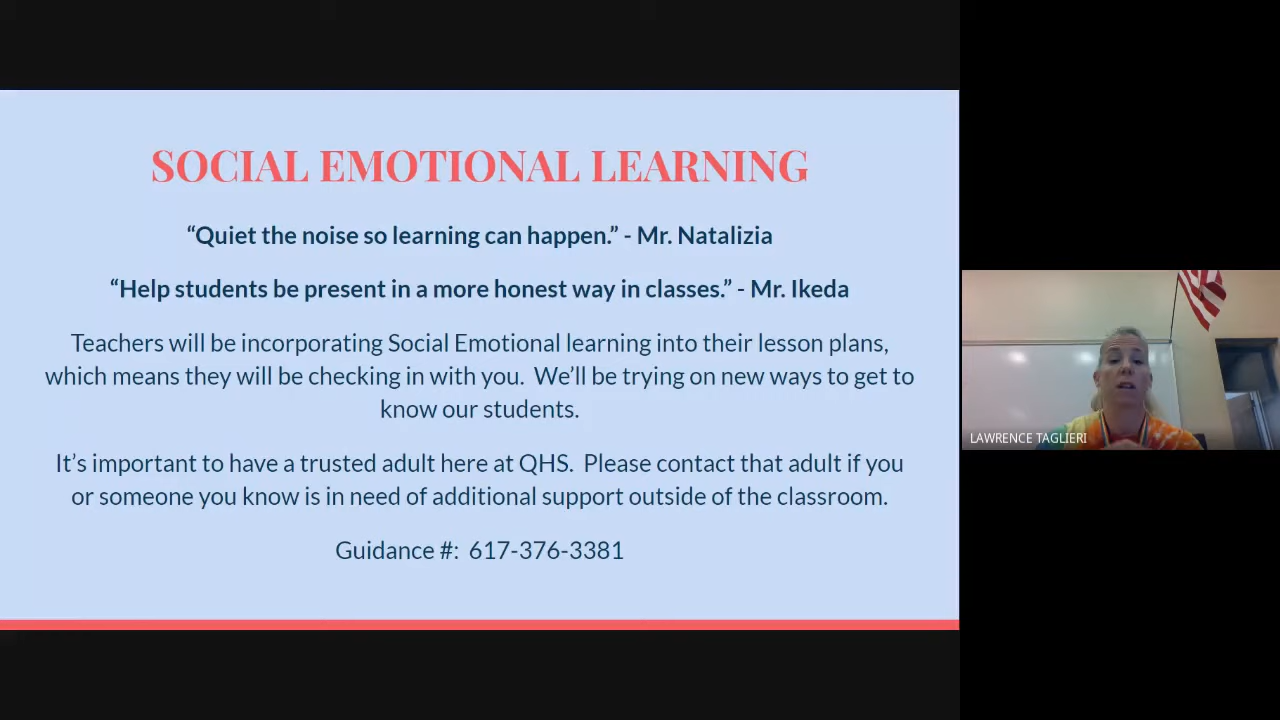 SOCIAL EMOTIONAL LEARNING
“Quiet the noise so learning can happen.” - Mr. Natalizia
“Help students be present in a more honest way in classes.” - Mr. Ikeda
Teachers will be incorporating Social Emotional learning into their lesson plans,
which means they will be checking in with you.  We’ll be trying on new ways to get to
know our students.
It’s important to have a trusted adult here at QHS.  Please contact that adult if you
or someone you know is in need of additional support outside of the classroom.
Guidance #:  617-376-3381
LAWRENCE TAGLIERI